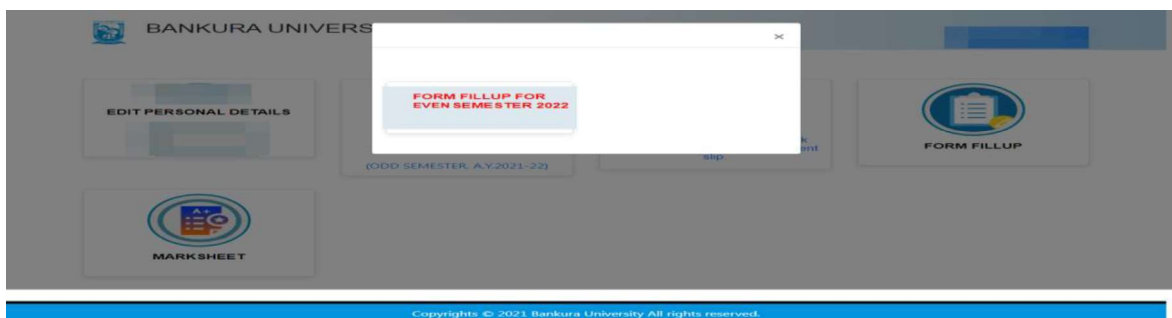 BANKURA UNIVERS
×
FORM FILLUP FOR
EVEN SEMESTER 2022
EDIT PERSONAL DETAILS
(ODD SEMESTER, A.Y.2021-22)
slip
FORM FILLUP
A+
MARKSHEET
Copyrights © 2021 Bankura University All rights reserved.